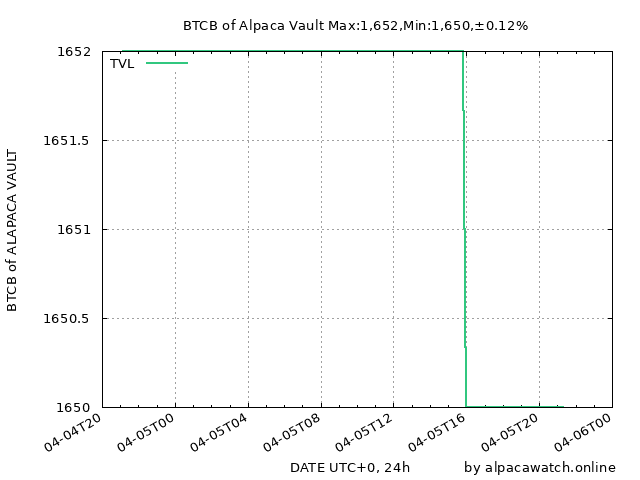 BTCB of Alpaca Vault Max:1,652,Min:1,650,±0.12%
1652
TVL
1651.5
BTCB of ALAPACA VAULT
1651
1650.5
1650
04-04T20 04-05T00 04-05T04 04-05T08 04-05T12 04-05T16 04-05T20 04-06T00
DATE UTC+0, 24h by alpacawatch.online